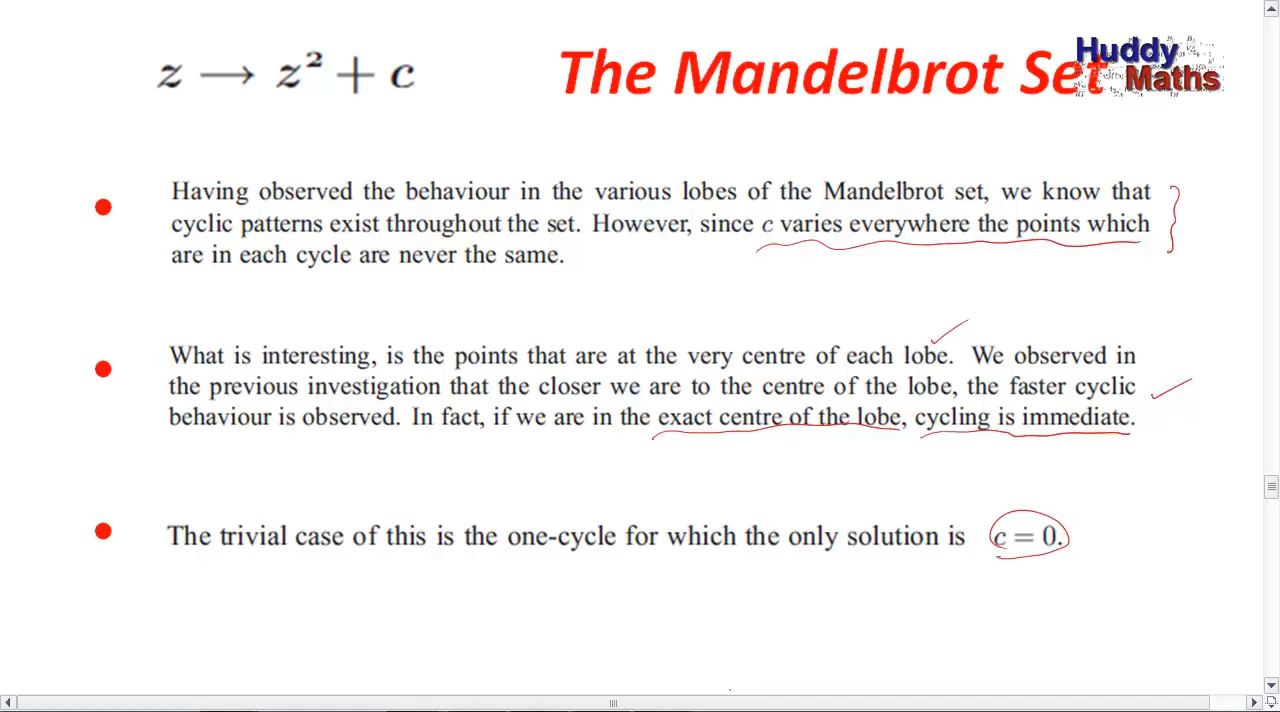 z → z² + c
The Mandelbrot Set
Huddy
Maths
Having observed the behaviour in the various lobes of the Mandelbrot set, we know that
cyclic patterns exist throughout the set. However, since c varies everywhere the points which
are in each cycle are never the same.
What is interesting, is the points that are at the very centre of each lobe. We observed in
the previous investigation that the closer we are to the centre of the lobe, the faster cyclic
behaviour is observed. In fact, if we are in the exact centre of the lobe, cycling is immediate.
The trivial case of this is the one-cycle for which the only solution is c = 0.